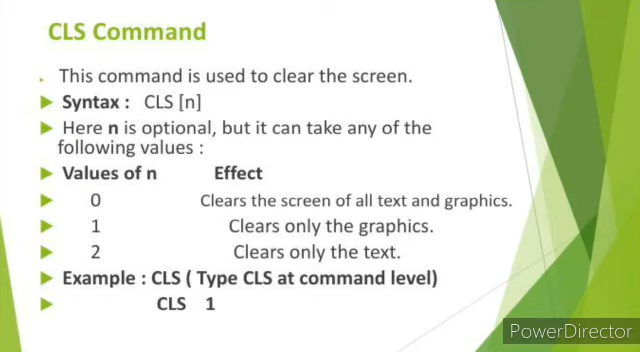 CLS Command
This command is used to clear the screen.
Syntax : CLS [n]
Here n is optional, but it can take any of the
following values :
Values of n Effect
0 Clears the screen of all text and graphics.
1 Clears only the graphics.
2 Clears only the text.
Example : CLS ( Type CLS at command level)
CLS 1
PowerDirector